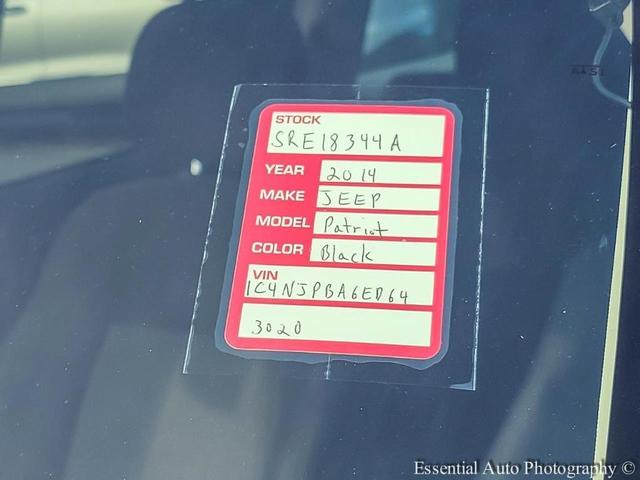 STOCK
SRE18344A
YEAR 2014
MAKE JEEP
MODEL Patriot
COLOR Black
VIN
1C4NJPBA6ED64
3020
Essential Auto Photography ©